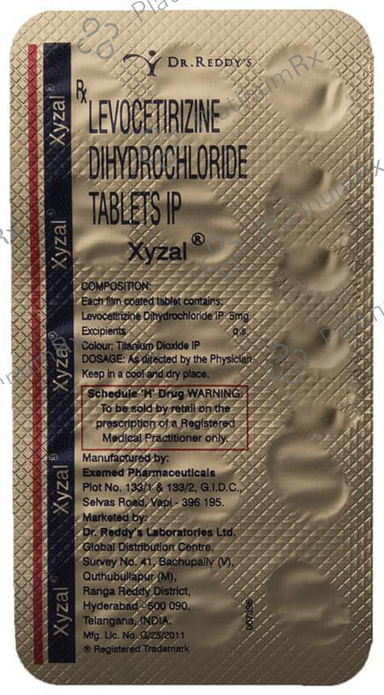 DR.REDDY'S
Rx
LEVOCETIRIZINE
DIHYDROCHLORIDE
TABLETS IP
Xyzal®
COMPOSITION:
Each film coated tablet contains:
Levocetirizine Dihydrochloride IP 5mg
Excipients q.s.
Colour: Titanium Dioxide IP
DOSAGE: As directed by the Physician
Keep in a cool and dry place.
Schedule 'H' Drug WARNING:
To be sold by retail on the
prescription of a Registered
Medical Practitioner only.
Manufactured by:
Exemed Pharmaceuticals
Plot No. 133/1 & 133/2, G.I.D.C.,
Selvas Road, Vapi - 396 195.
Marketed by:
Dr. Reddy's Laboratories Ltd.
Global Distribution Centre,
Survey No. 41, Bachupally (V),
Quthubullapur (M),
Ranga Reddy District,
Hyderabad - 500 090,
Telangana, INDIA.
Mfg. Lic. No. G/25/2011
® Registered Trademark
Xyzal®
Xyzal®
Xyzal®
Xyzal®
Xyzal®
PlatinumRx